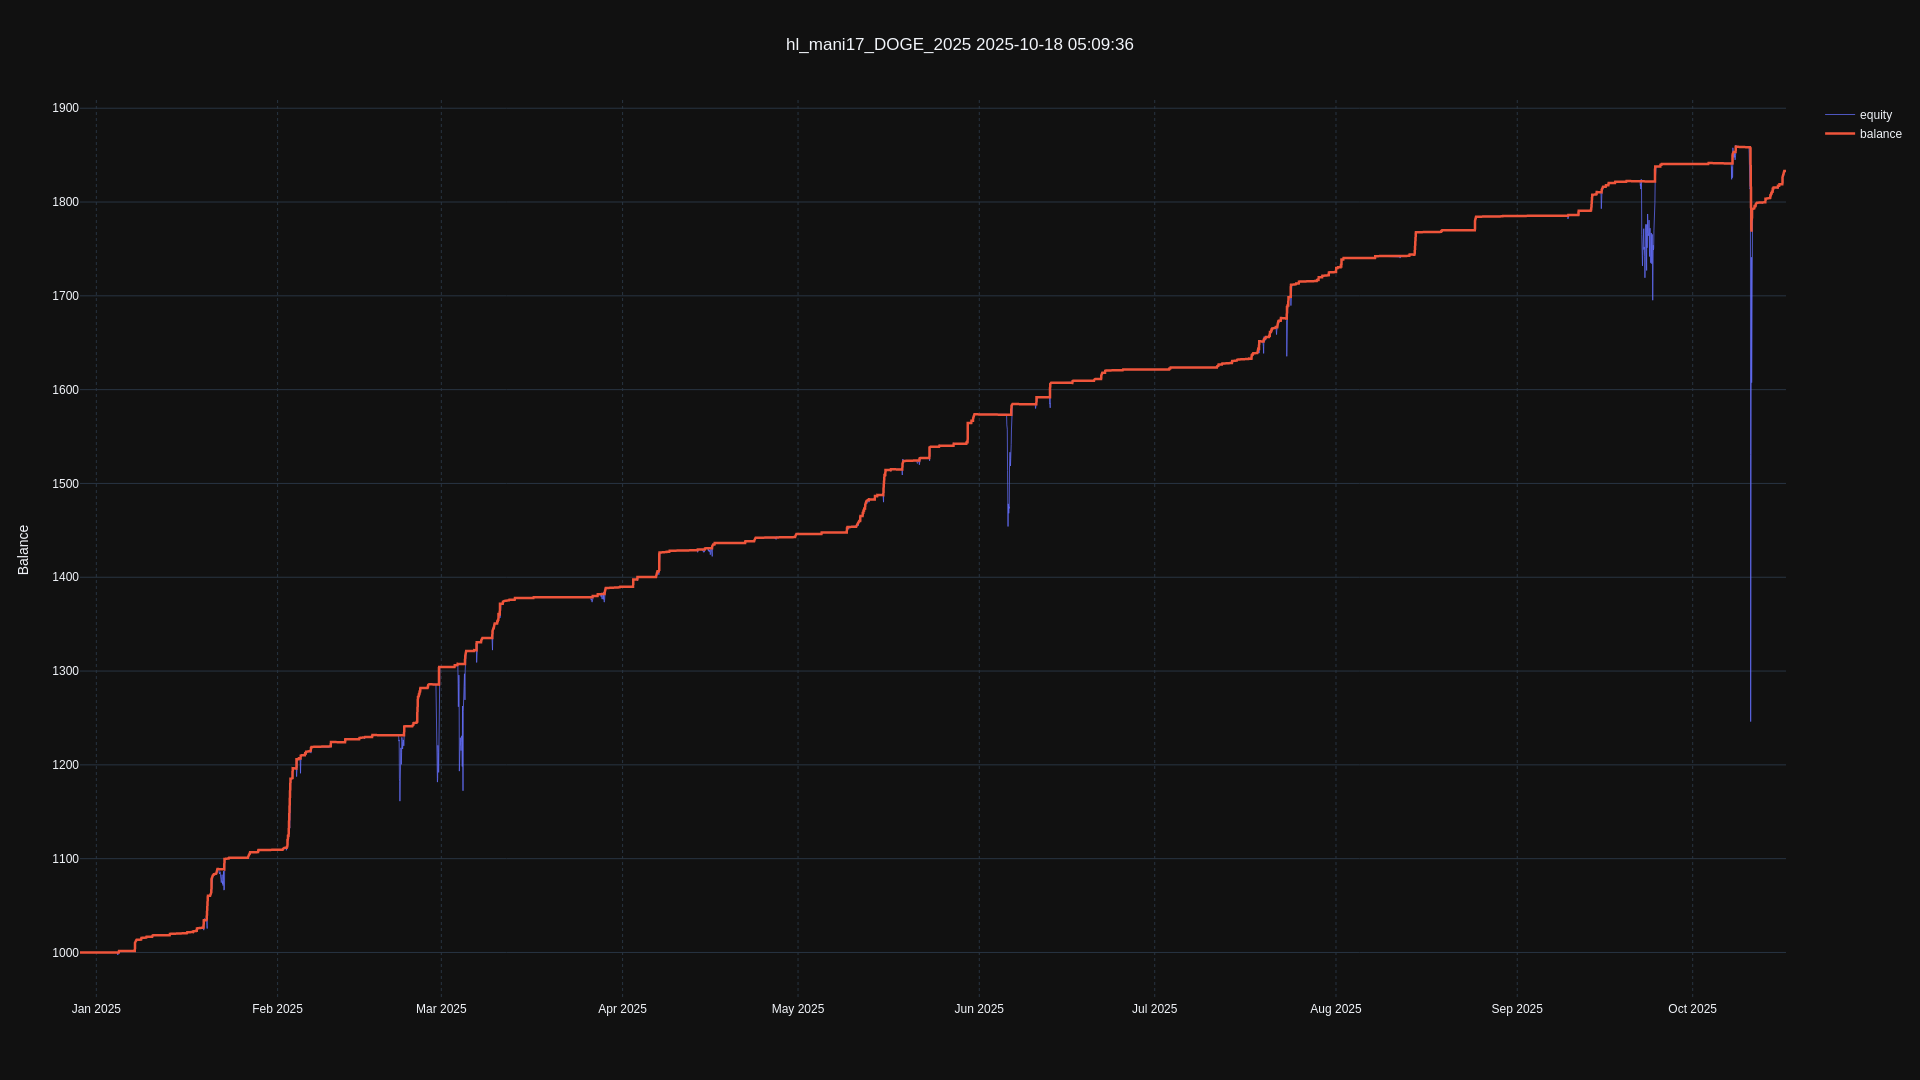 hl_mani17_DOGE_2025 2025-10-18 05:09:36
equity
balance
Balance
1900
1800
1700
1600
1500
1400
1300
1200
1100
1000
Jan 2025
Feb 2025
Mar 2025
Apr 2025
May 2025
Jun 2025
Jul 2025
Aug 2025
Sep 2025
Oct 2025